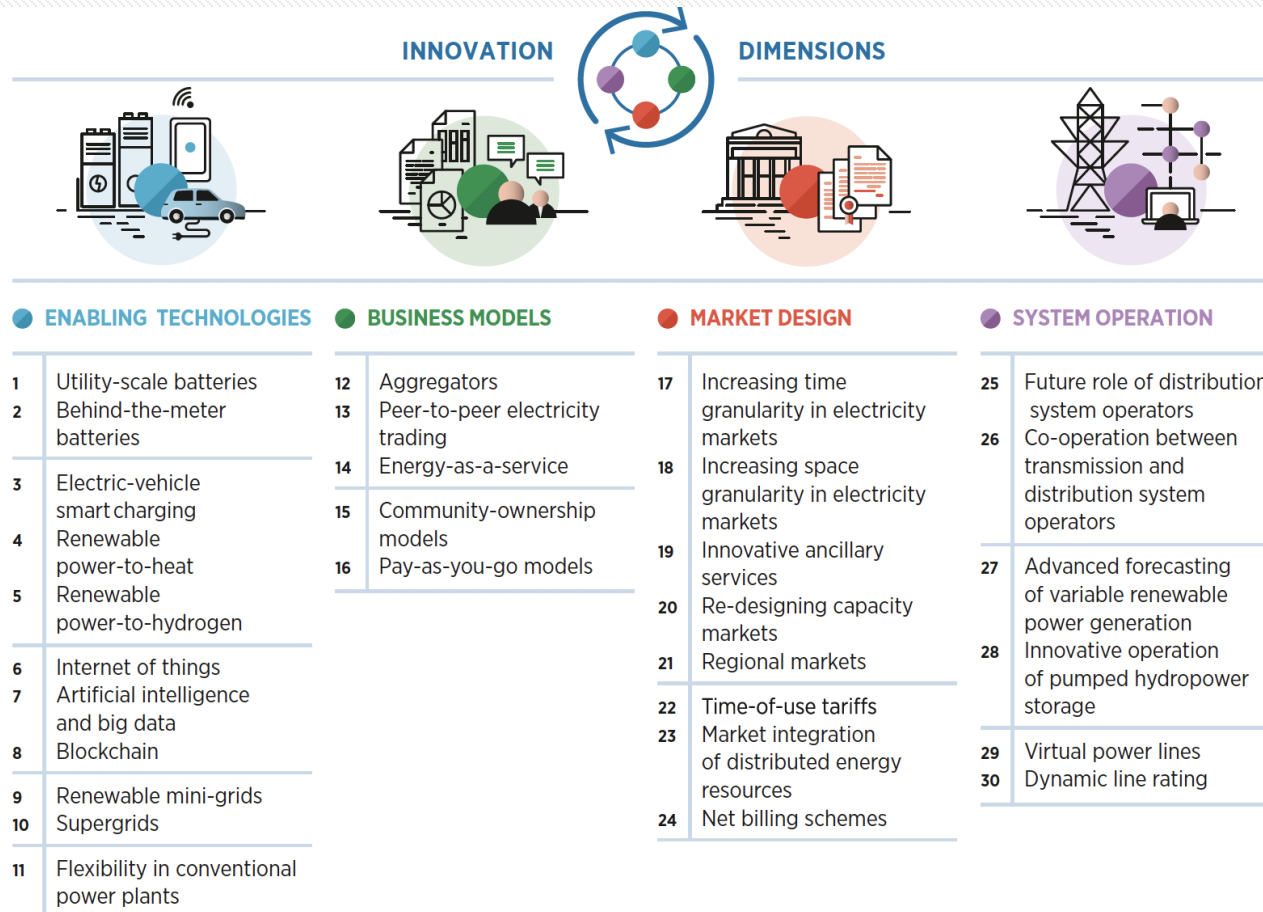 INNOVATION DIMENSIONS
ENABLING TECHNOLOGIES
1 Utility-scale batteries
2 Behind-the-meter
batteries
3 Electric-vehicle
smart charging
4 Renewable
power-to-heat
5 Renewable
power-to-hydrogen
6 Internet of things
7 Artificial intelligence
and big data
8 Blockchain
9 Renewable mini-grids
10 Supergrids
11 Flexibility in conventional
power plants
BUSINESS MODELS
12 Aggregators
13 Peer-to-peer electricity
trading
14 Energy-as-a-service
15 Community-ownership
models
16 Pay-as-you-go models
MARKET DESIGN
17 Increasing time
granularity in electricity
markets
18 Increasing space
granularity in electricity
markets
19 Innovative ancillary
services
20 Re-designing capacity
markets
21 Regional markets
22 Time-of-use tariffs
23 Market integration
of distributed energy
resources
24 Net billing schemes
SYSTEM OPERATION
25 Future role of distribution
system operators
26 Co-operation between
transmission and
distribution system
operators
27 Advanced forecasting
of variable renewable
power generation
28 Innovative operation
of pumped hydropower
storage
29 Virtual power lines
30 Dynamic line rating